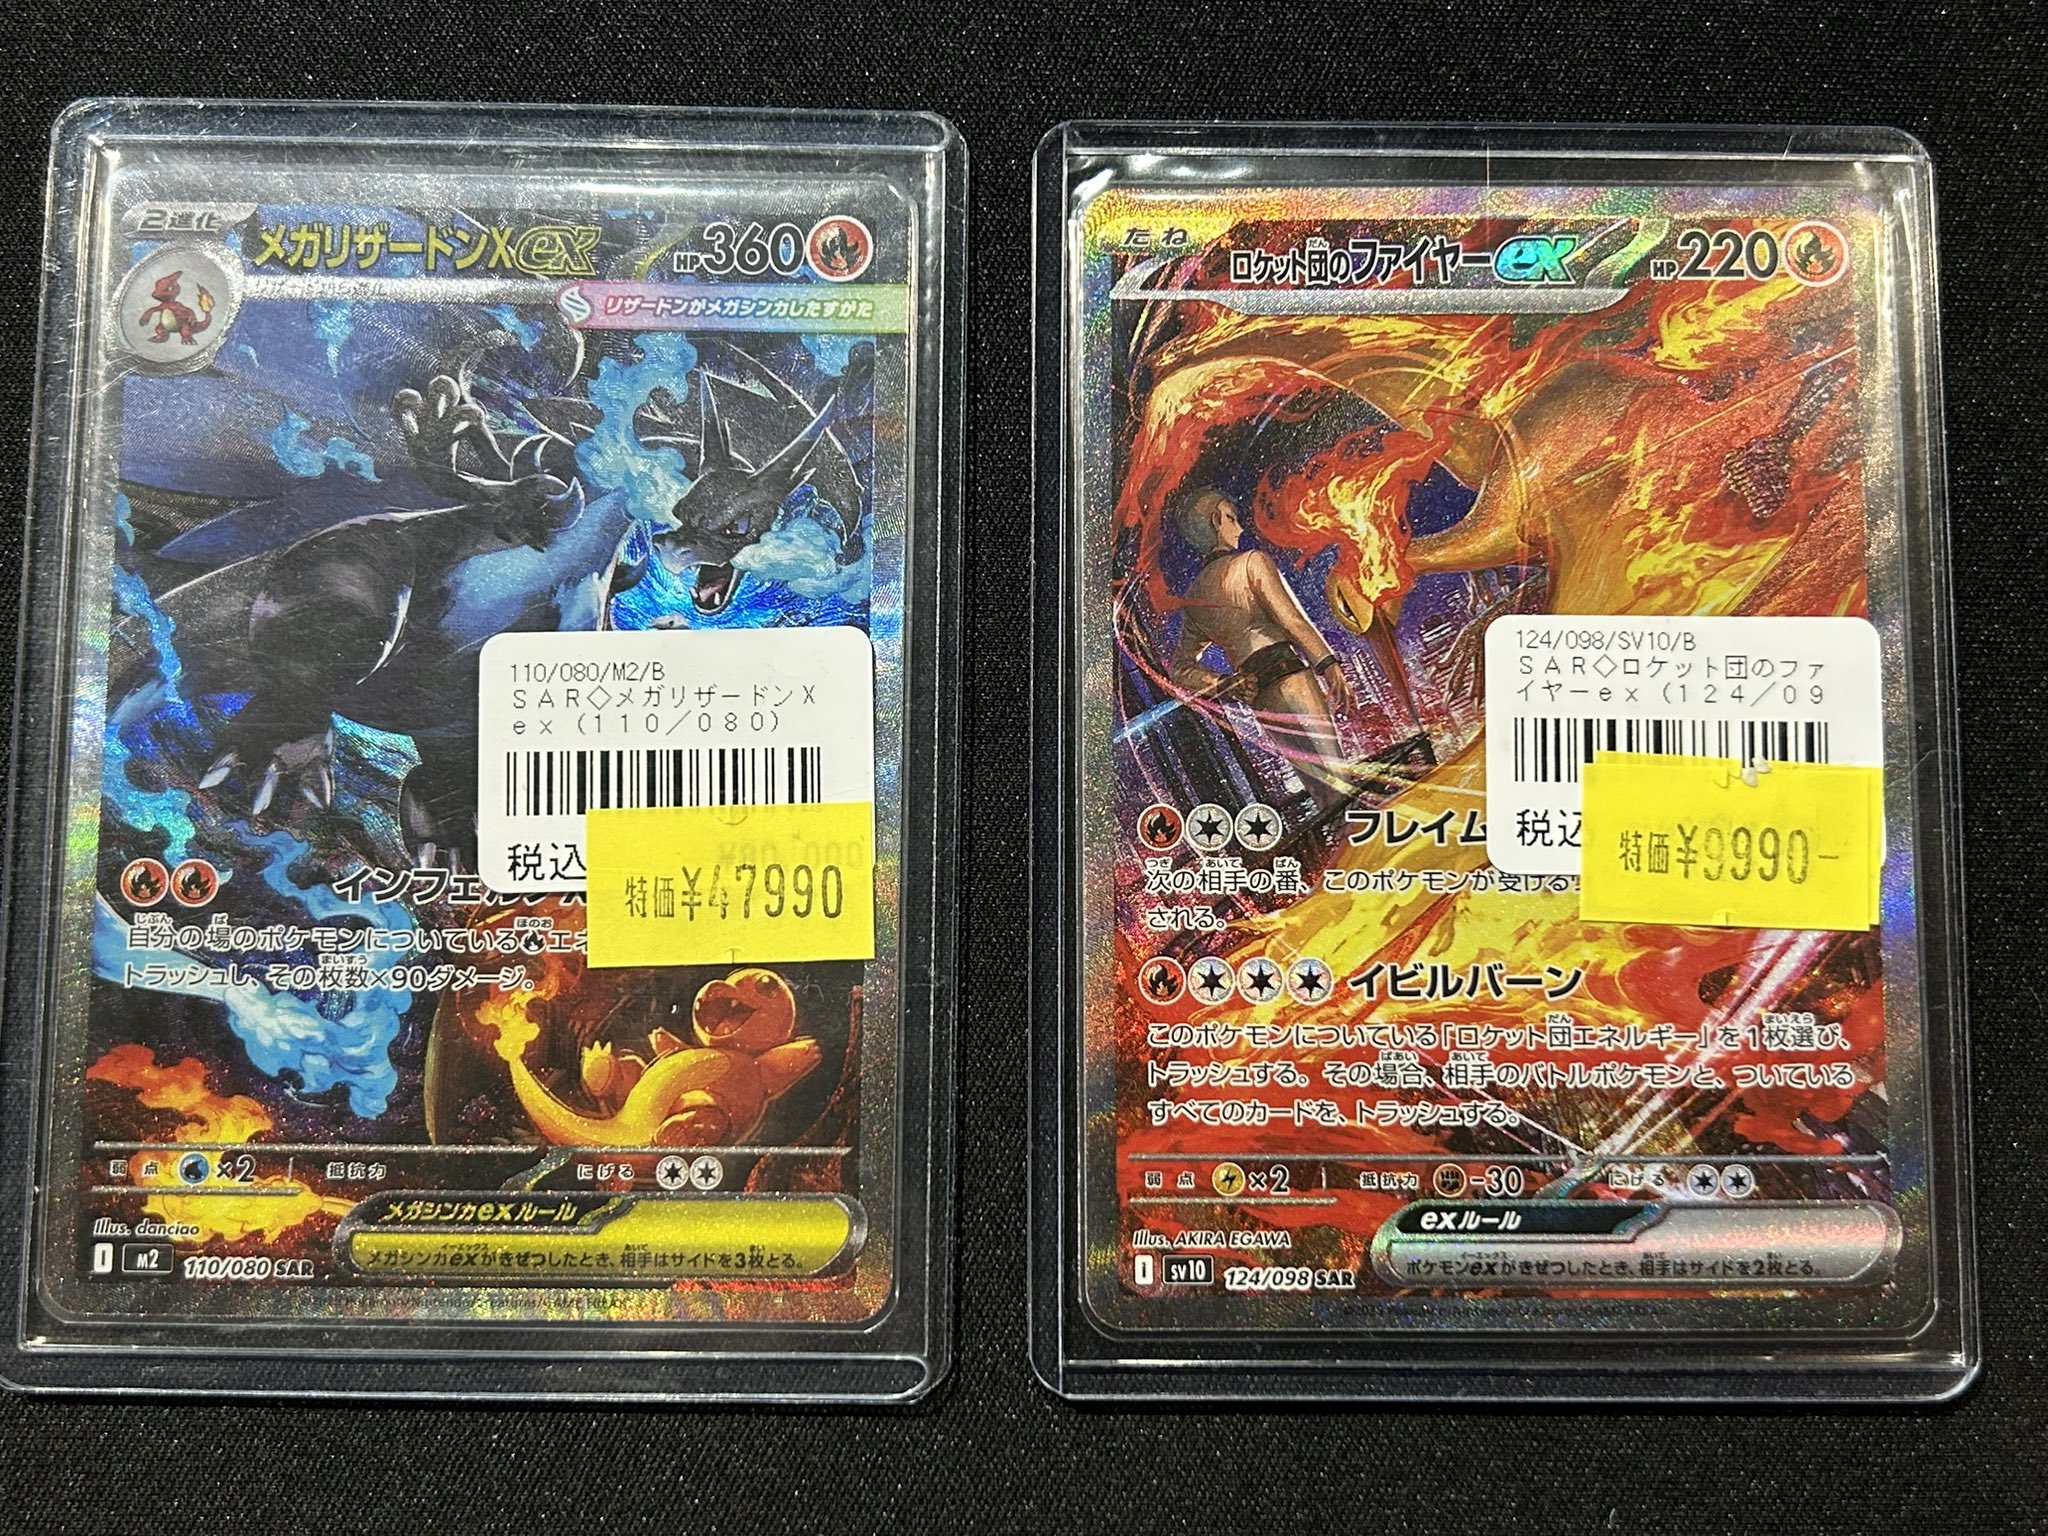 2進化
メガリザードンXex
HP360
リザードンがメガシンカしたすがた
110/080/M2/B
SAR◇メガリザードンX
ex(110/080)
税込
特価¥47990
自分の場のポケモンについている
トラッシュし、その枚数×90ダメージ。
弱点 ×2 抵抗力 にげる
メガシンカexルール
メガシンカexがきぜつしたとき、相手はサイドを3枚とる。
Illus. danciao
I M2 110/080 SAR
たね
ロケット団のファイヤーex
HP220
124/098/SV10/B
SAR◇ロケット団のファ
イヤーex(124/09
税込
特価¥9990-
フレイム
次の相手の番、このポケモンが受ける
される。
イビルバーン
このポケモンについている「ロケット団エネルギー」を1枚選び、
トラッシュする。その場合、相手のバトルポケモンと、ついている
すべてのカードを、トラッシュする。
弱点 ×2 抵抗力 -30 にげる
exルール
ポケモンexがきぜつしたとき、相手はサイドを2枚とる。
Illus. AKIRA EGAWA
I SV10 124/098 SAR